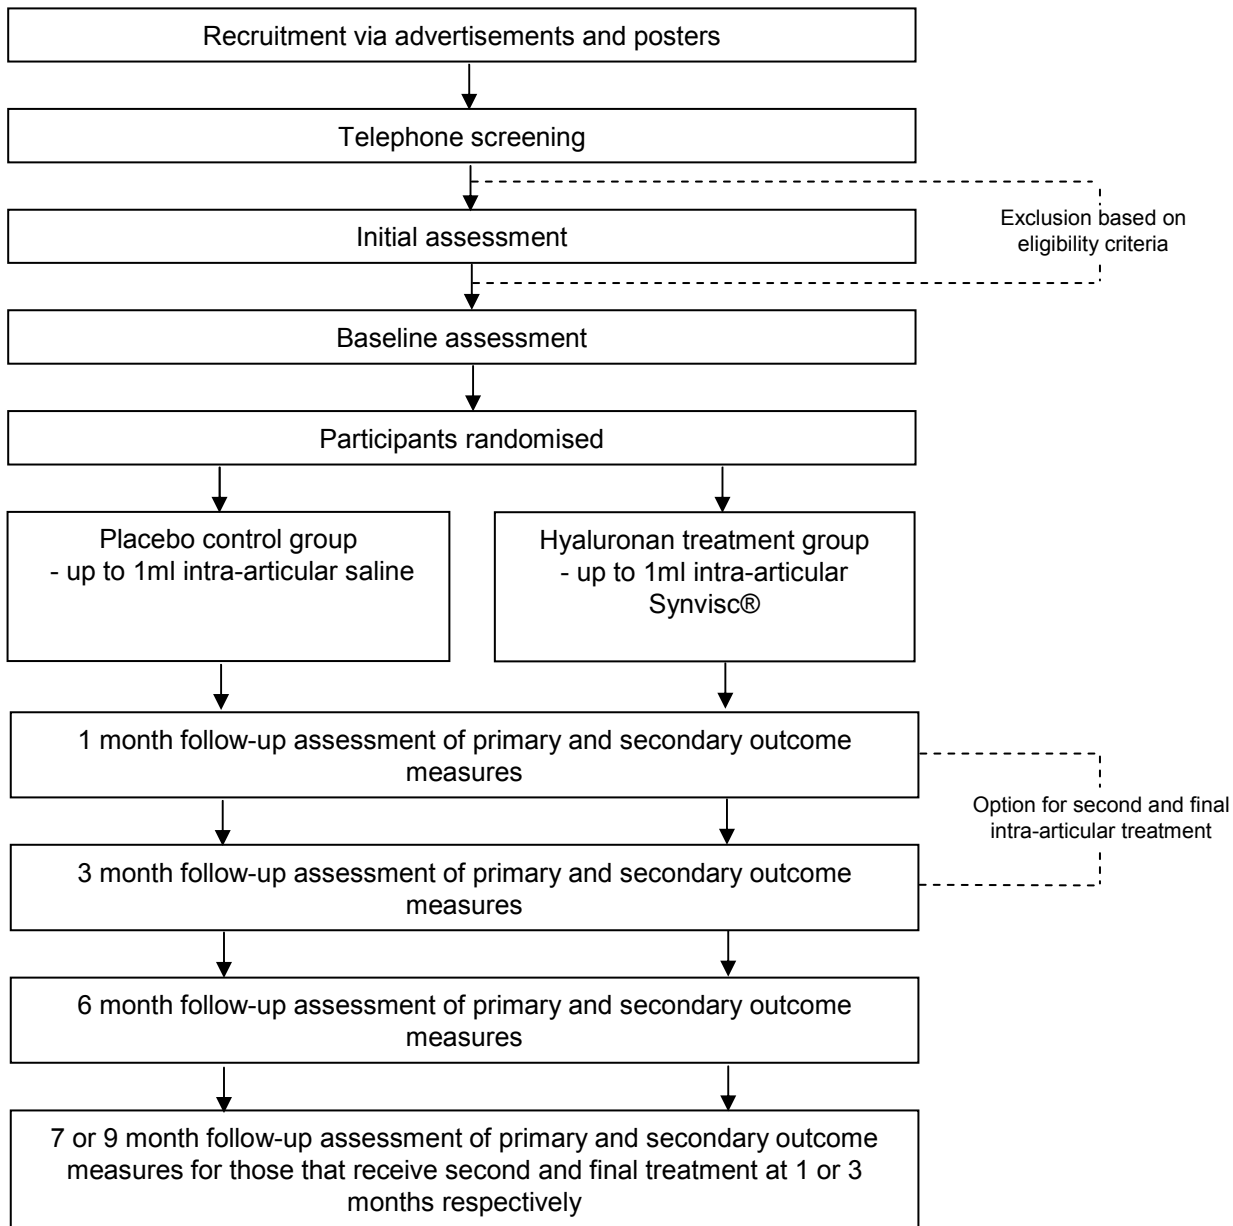 Recruitment via advertisements and posters
Telephone screening
Exclusion based on
eligibility criteria
Initial assessment
Baseline assessment
Participants randomised
Placebo control group
- up to 1ml intra-articular saline
Hyaluronan treatment group
- up to 1ml intra-articular
Synvisc®
1 month follow-up assessment of primary and secondary outcome
measures
Option for second and final
intra-articular treatment
3 month follow-up assessment of primary and secondary outcome
measures
6 month follow-up assessment of primary and secondary outcome
measures
7 or 9 month follow-up assessment of primary and secondary outcome
measures for those that receive second and final treatment at 1 or 3
months respectively